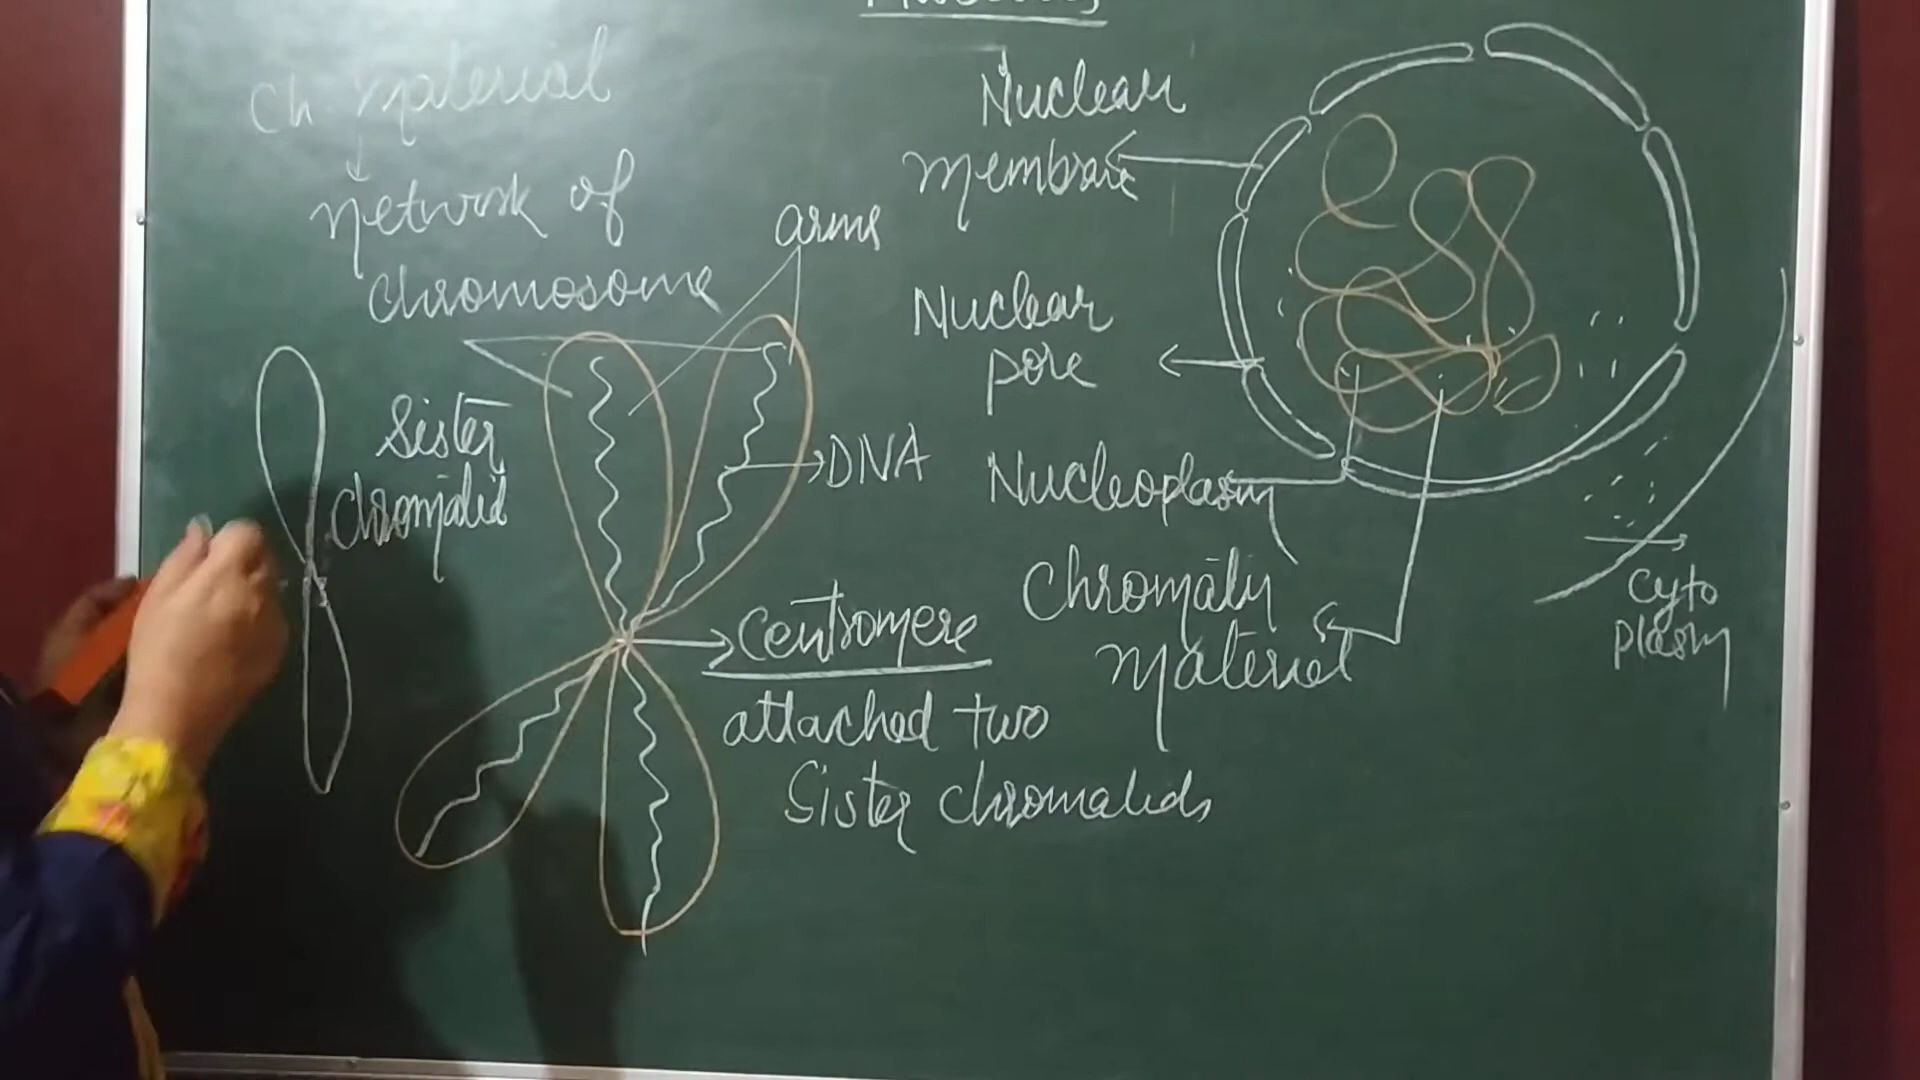 Ch. Material
network of
chromosome
arms
Sister
chromatid
DNA
Centromere
attached two
Sister chromatids
Nuclear
membrane
Nuclear
pore
Nucleoplasm
Chromatin
Material
Cyto
plasm